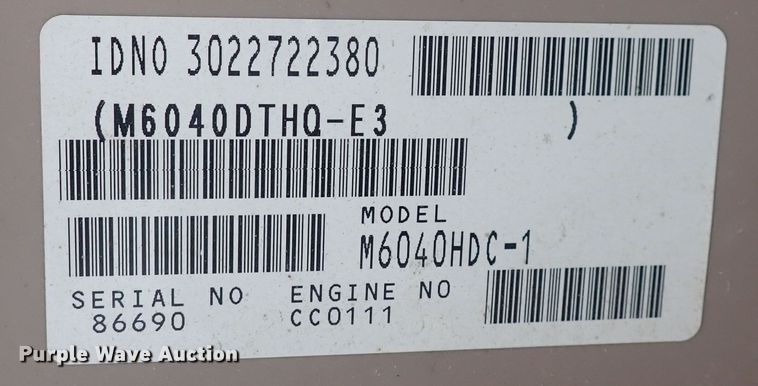 IDNO 3022722380
(M6040DTHQ-E3 )
MODEL
M6040HDC-1
SERIAL NO ENGINE NO
86690 CC0111
Purple Wave Auction